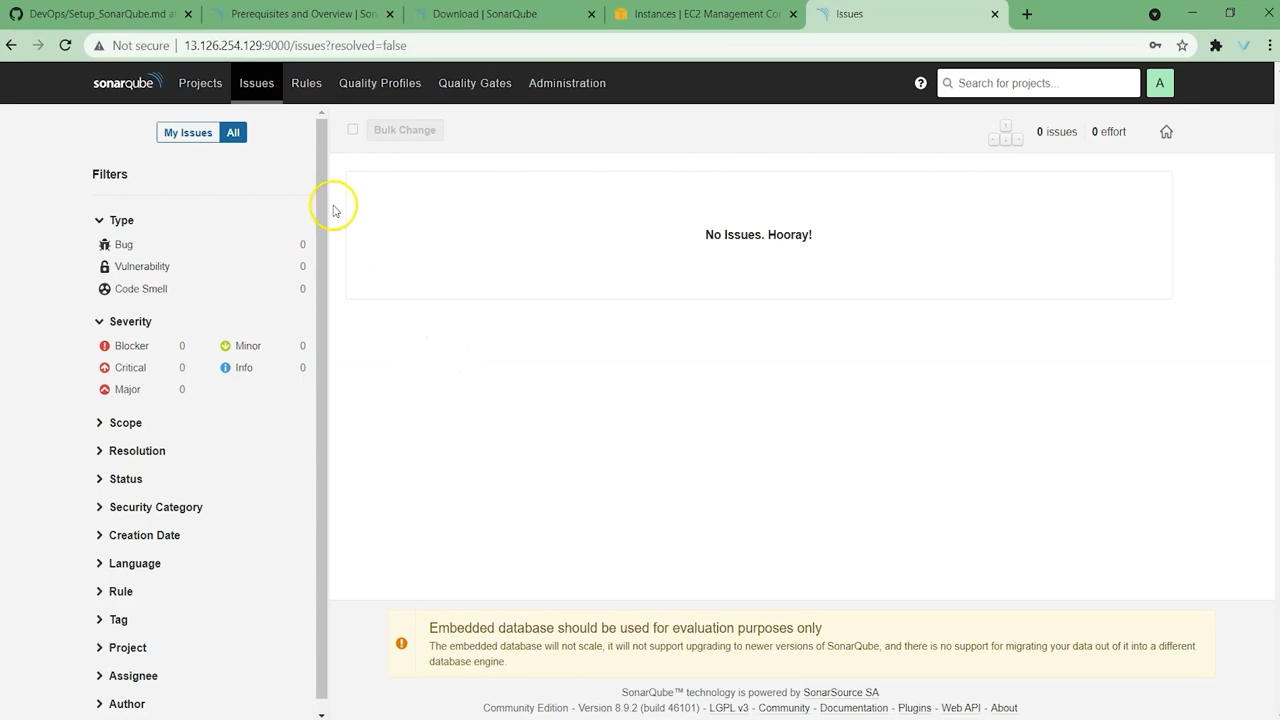 DevOps/Setup_SonarQube.md at
Prerequisites and Overview | Son
Download | SonarQube
Instances | EC2 Management Con
Issues
Not secure
13.126.254.129:9000/issues?resolved=false
sonarqube
Projects
Issues
Rules
Quality Profiles
Quality Gates
Administration
Search for projects...
A
My Issues
All
Bulk Change
0 issues
0 effort
Filters
Type
Bug 0
Vulnerability 0
Code Smell 0
Severity
Blocker 0
Minor 0
Critical 0
Info 0
Major 0
Scope
Resolution
Status
Security Category
Creation Date
Language
Rule
Tag
Project
Assignee
Author
No Issues. Hooray!
Embedded database should be used for evaluation purposes only
The embedded database will not scale, it will not support upgrading to newer versions of SonarQube, and there is no support for migrating your data out of it into a different
database engine.
SonarQube™ technology is powered by SonarSource SA
Community Edition - Version 8.9.2 (build 46101) - LGPL v3 - Community - Documentation - Plugins - Web API - About